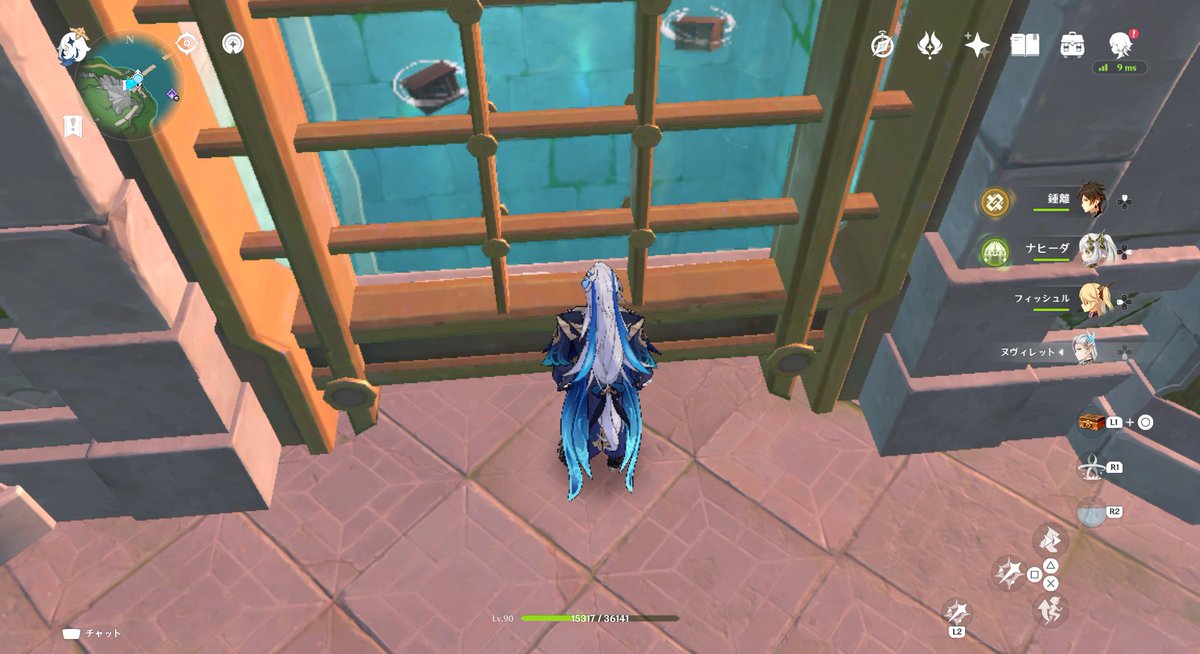 N
9 ms
鍾離
ナヒーダ
フィッシュル
ヌヴィレット
L1 +
R1
R2
L2
Lv.90
15317 / 36141
チャット